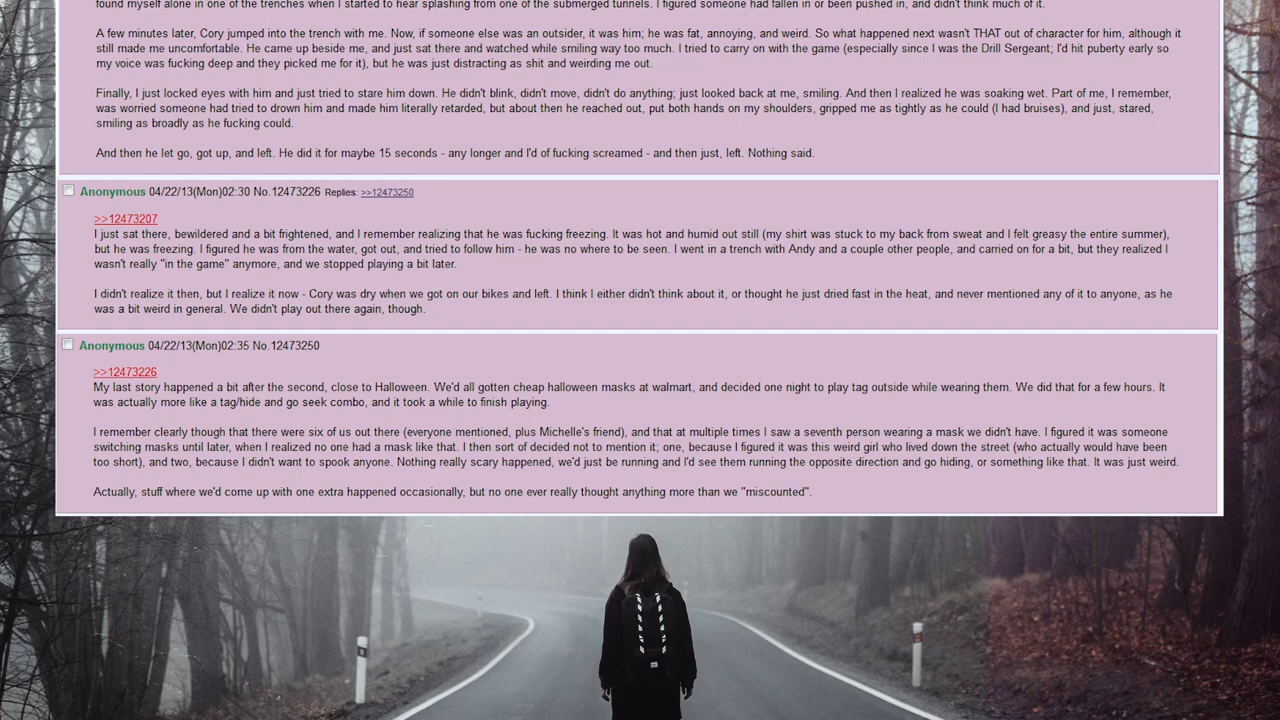 found myself alone in one of the trenches when I started to hear splashing from one of the submerged tunnels. I figured someone had fallen in or been pushed in, and didn't think much of it.
A few minutes later, Cory jumped into the trench with me. Now, if someone else was an outsider, it was him; he was fat, annoying, and weird. So what happened next wasn't THAT out of character for him, although it
still made me uncomfortable. He came up beside me, and just sat there and watched while smiling way too much. I tried to carry on with the game (especially since I was the Drill Sergeant; I'd hit puberty early so
my voice was fucking deep and they picked me for it), but he was just distracting as shit and weirding me out.
Finally, I just locked eyes with him and just tried to stare him down. He didn't blink, didn't move, didn't do anything; just looked back at me, smiling. And then I realized he was soaking wet. Part of me, I remember,
was worried someone had tried to drown him and made him literally retarded, but about then he reached out, put both hands on my shoulders, gripped me as tightly as he could (I had bruises), and just, stared,
smiling as broadly as he fucking could.
And then he let go, got up, and left. He did it for maybe 15 seconds - any longer and I'd of fucking screamed - and then just, left. Nothing said.
Anonymous 04/22/13(Mon)02:30 No.12473226 Replies: >>12473250
>>12473207
I just sat there, bewildered and a bit frightened, and I remember realizing that he was fucking freezing. It was hot and humid out still (my shirt was stuck to my back from sweat and I felt greasy the entire summer),
but he was freezing. I figured he was from the water, got out, and tried to follow him - he was no where to be seen. I went in a trench with Andy and a couple other people, and carried on for a bit, but they realized I
wasn't really "in the game" anymore, and we stopped playing a bit later.
I didn't realize it then, but I realize it now - Cory was dry when we got on our bikes and left. I think I either didn't think about it, or thought he just dried fast in the heat, and never mentioned any of it to anyone, as he
was a bit weird in general. We didn't play out there again, though.
Anonymous 04/22/13(Mon)02:35 No.12473250
>>12473226
My last story happened a bit after the second, close to Halloween. We'd all gotten cheap halloween masks at walmart, and decided one night to play tag outside while wearing them. We did that for a few hours. It
was actually more like a tag/hide and go seek combo, and it took a while to finish playing.
I remember clearly though that there were six of us out there (everyone mentioned, plus Michelle's friend), and that at multiple times I saw a seventh person wearing a mask we didn't have. I figured it was someone
switching masks until later, when I realized no one had a mask like that. I then sort of decided not to mention it; one, because I figured it was this weird girl who lived down the street (who actually would have been
too short), and two, because I didn't want to spook anyone. Nothing really scary happened, we'd just be running and I'd see them running the opposite direction and go hiding, or something like that. It was just weird.
Actually, stuff where we'd come up with one extra happened occasionally, but no one ever really thought anything more than we "miscounted".